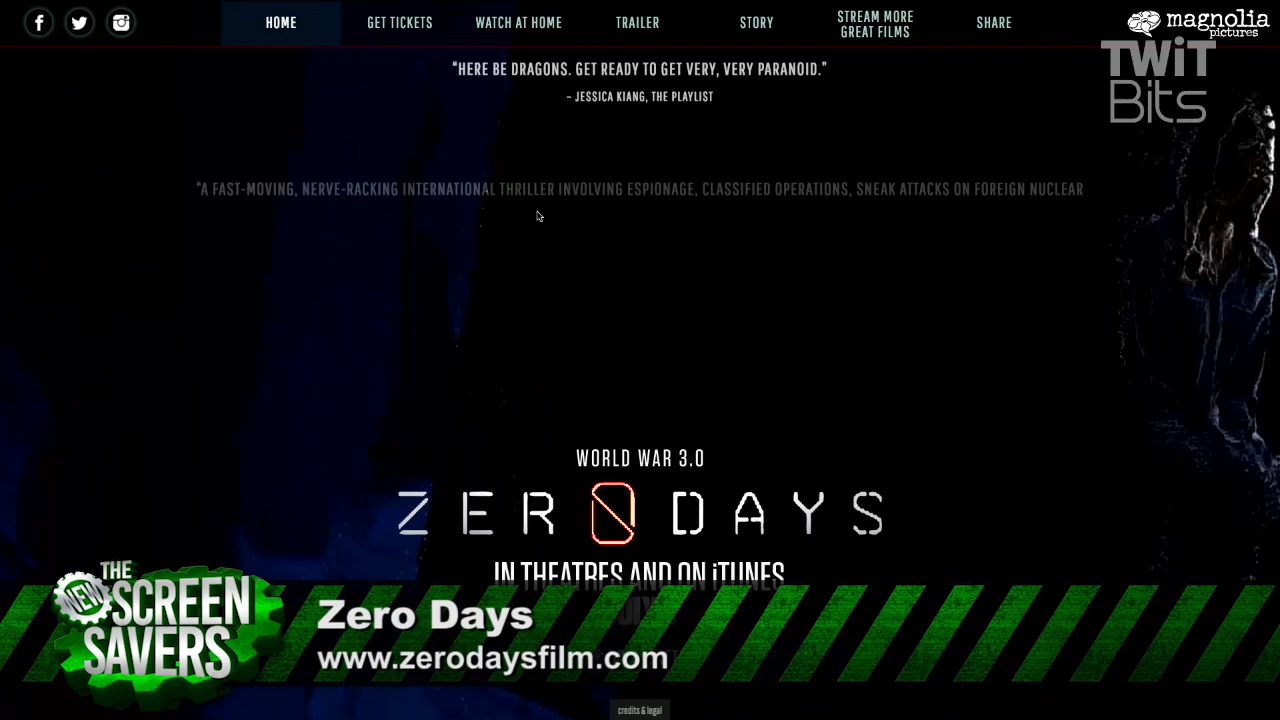 HOME
GET TICKETS
WATCH AT HOME
TRAILER
STORY
STREAM MORE
GREAT FILMS
SHARE
magnolia
pictures
TWiT
Bits
"HERE BE DRAGONS. GET READY TO GET VERY, VERY PARANOID."
– JESSICA KIANG, THE PLAYLIST
"A FAST-MOVING, NERVE-RACKING INTERNATIONAL THRILLER INVOLVING ESPIONAGE, CLASSIFIED OPERATIONS, SNEAK ATTACKS ON FOREIGN NUCLEAR
WORLD WAR 3.0
ZERO DAYS
IN THEATRES AND ON iTUNES
THE
NEW
SCREEN
SAVERS
Zero Days
www.zerodaysfilm.com
credits & legal